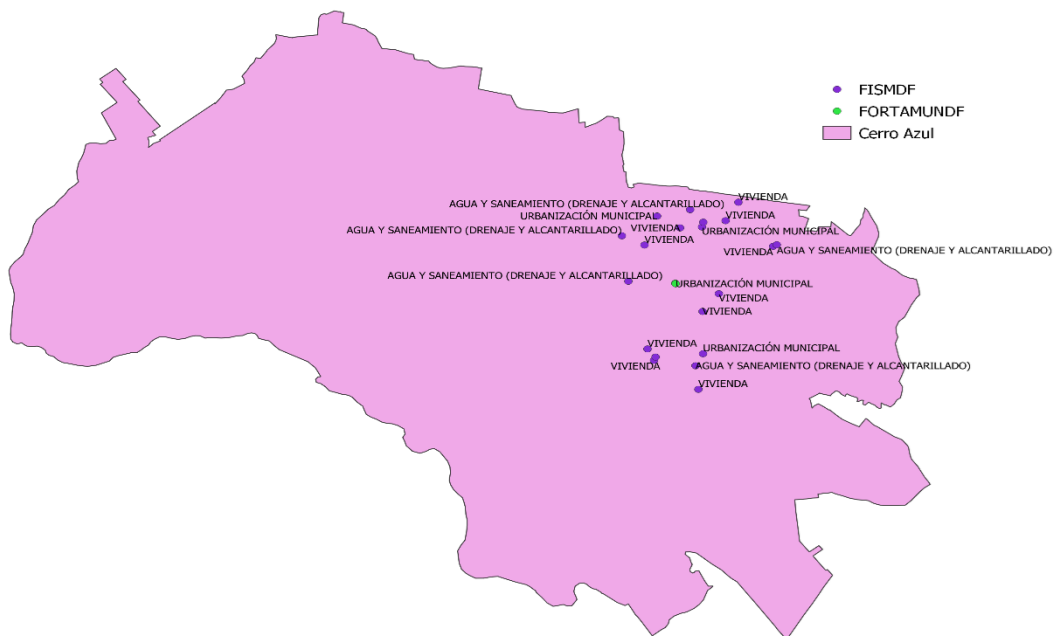 FISMDF
FORTAMUNDF
Cerro Azul
VIVIENDA
AGUA Y SANEAMIENTO (DRENAJE Y ALCANTARILLADO)
URBANIZACIÓN MUNICIPAL
VIVIENDA
VIVIENDA
URBANIZACIÓN MUNICIPAL
AGUA Y SANEAMIENTO (DRENAJE Y ALCANTARILLADO)
VIVIENDA
VIVIENDA
AGUA Y SANEAMIENTO (DRENAJE Y ALCANTARILLADO)
AGUA Y SANEAMIENTO (DRENAJE Y ALCANTARILLADO)
URBANIZACIÓN MUNICIPAL
VIVIENDA
VIVIENDA
VIVIENDA
URBANIZACIÓN MUNICIPAL
VIVIENDA
AGUA Y SANEAMIENTO (DRENAJE Y ALCANTARILLADO)
VIVIENDA